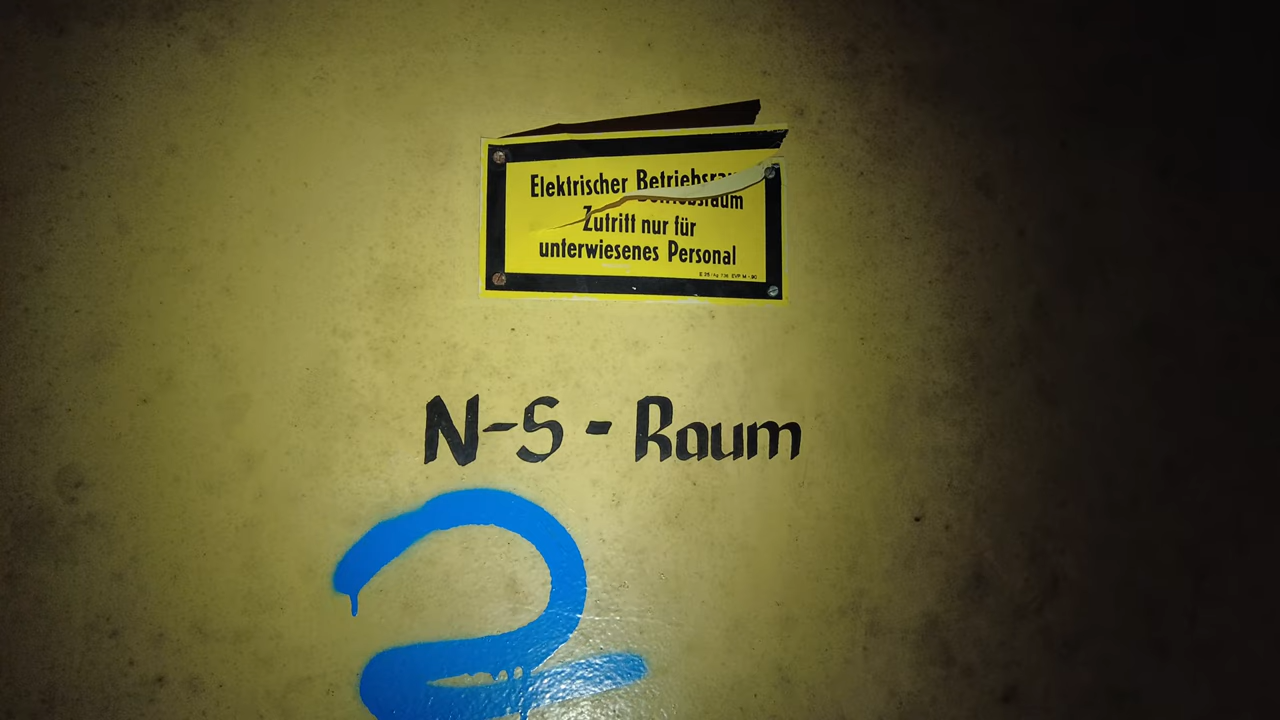 Elektrischer Betriebsraum
Zutritt nur für
unterwiesenes Personal
N-S-Raum
2